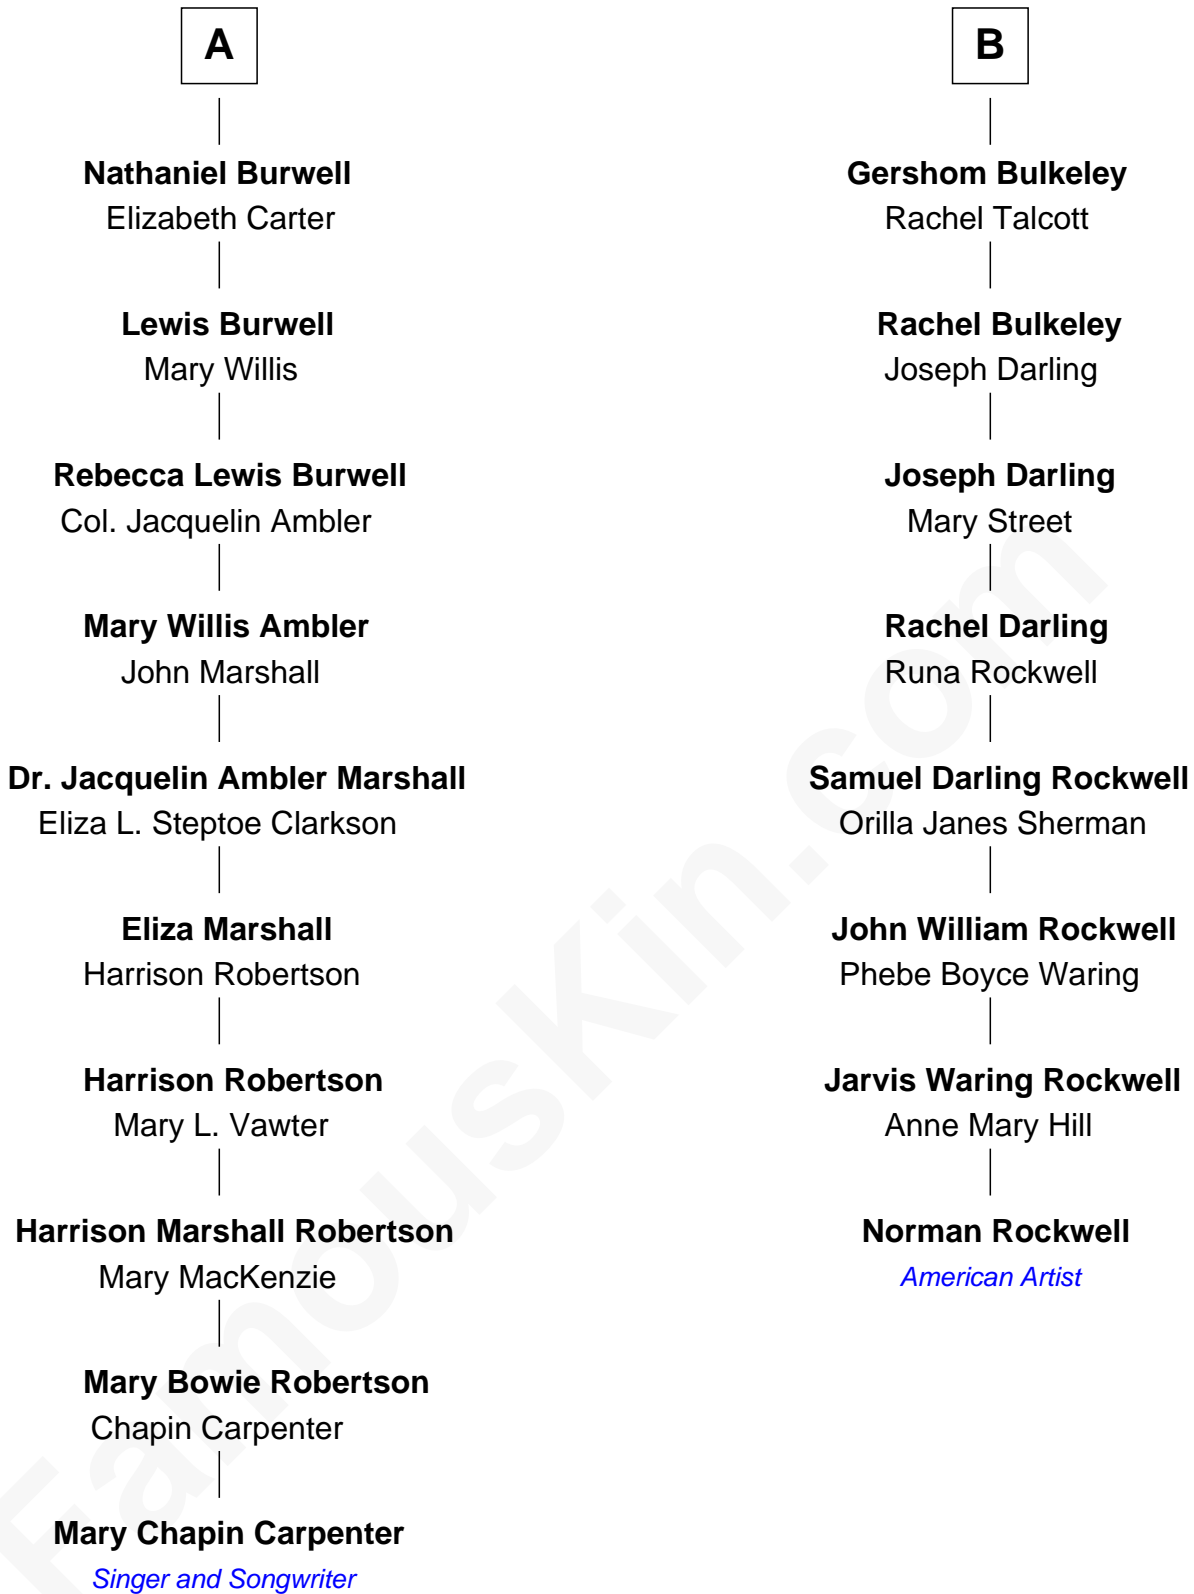 A
Nathaniel Burwell
Elizabeth Carter
Lewis Burwell
Mary Willis
Rebecca Lewis Burwell
Col. Jacquelin Ambler
Mary Willis Ambler
John Marshall
Dr. Jacquelin Ambler Marshall
Eliza L. Steptoe Clarkson
Eliza Marshall
Harrison Robertson
Harrison Robertson
Mary L. Vawter
Harrison Marshall Robertson
Mary MacKenzie
Mary Bowie Robertson
Chapin Carpenter
Mary Chapin Carpenter
Singer and Songwriter
B
Gershom Bulkeley
Rachel Talcott
Rachel Bulkeley
Joseph Darling
Joseph Darling
Mary Street
Rachel Darling
Runa Rockwell
Samuel Darling Rockwell
Orilla Janes Sherman
John William Rockwell
Phebe Boyce Waring
Jarvis Waring Rockwell
Anne Mary Hill
Norman Rockwell
American Artist
FamousKin.com